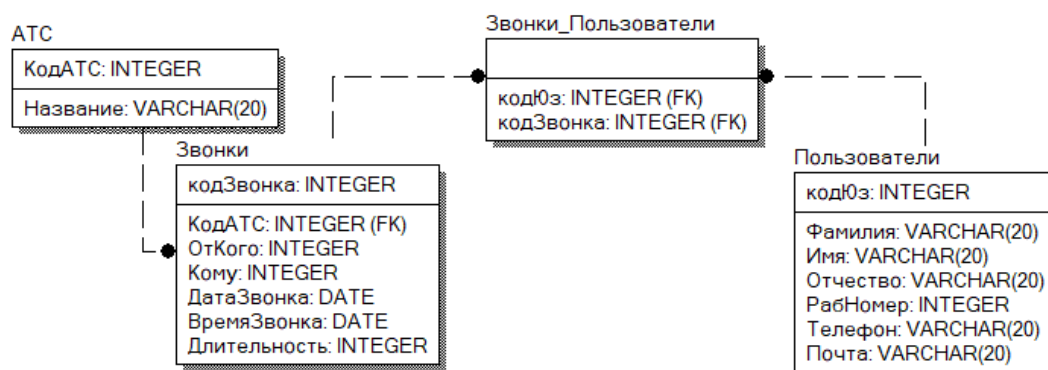 АТС
КодАТС: INTEGER
Название: VARCHAR(20)
Звонки
кодЗвонка: INTEGER
КодАТС: INTEGER (FK)
ОтКого: INTEGER
Кому: INTEGER
ДатаЗвонка: DATE
ВремяЗвонка: DATE
Длительность: INTEGER
Звонки_Пользователи
кодЮз: INTEGER (FK)
кодЗвонка: INTEGER (FK)
Пользователи
кодЮз: INTEGER
Фамилия: VARCHAR(20)
Имя: VARCHAR(20)
Отчество: VARCHAR(20)
РабНомер: INTEGER
Телефон: VARCHAR(20)
Почта: VARCHAR(20)